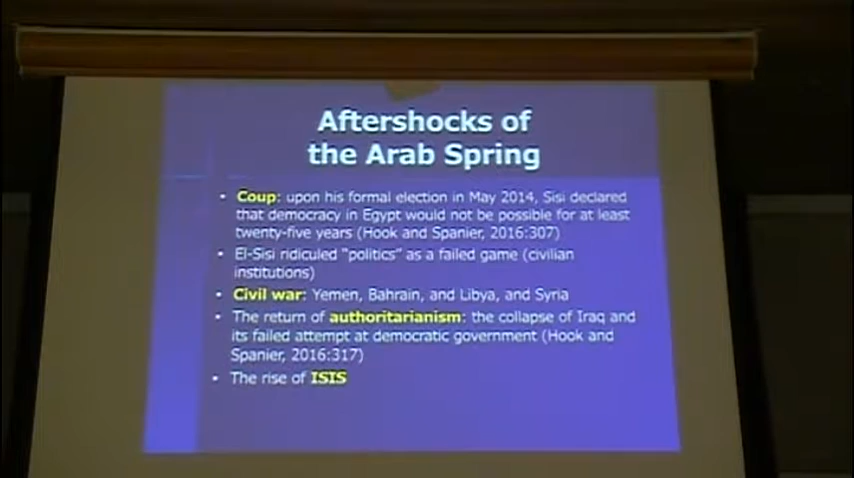 Aftershocks of
the Arab Spring
• Coup: upon his formal election in May 2014, Sisi declared
that democracy in Egypt would not be possible for at least
twenty-five years (Hook and Spanier, 2016:307)
• El-Sisi ridiculed "politics" as a failed game (civilian
institutions)
• Civil war: Yemen, Bahrain, and Libya, and Syria
• The return of authoritarianism: the collapse of Iraq and
its failed attempt at democratic government (Hook and
Spanier, 2016:317)
• The rise of ISIS